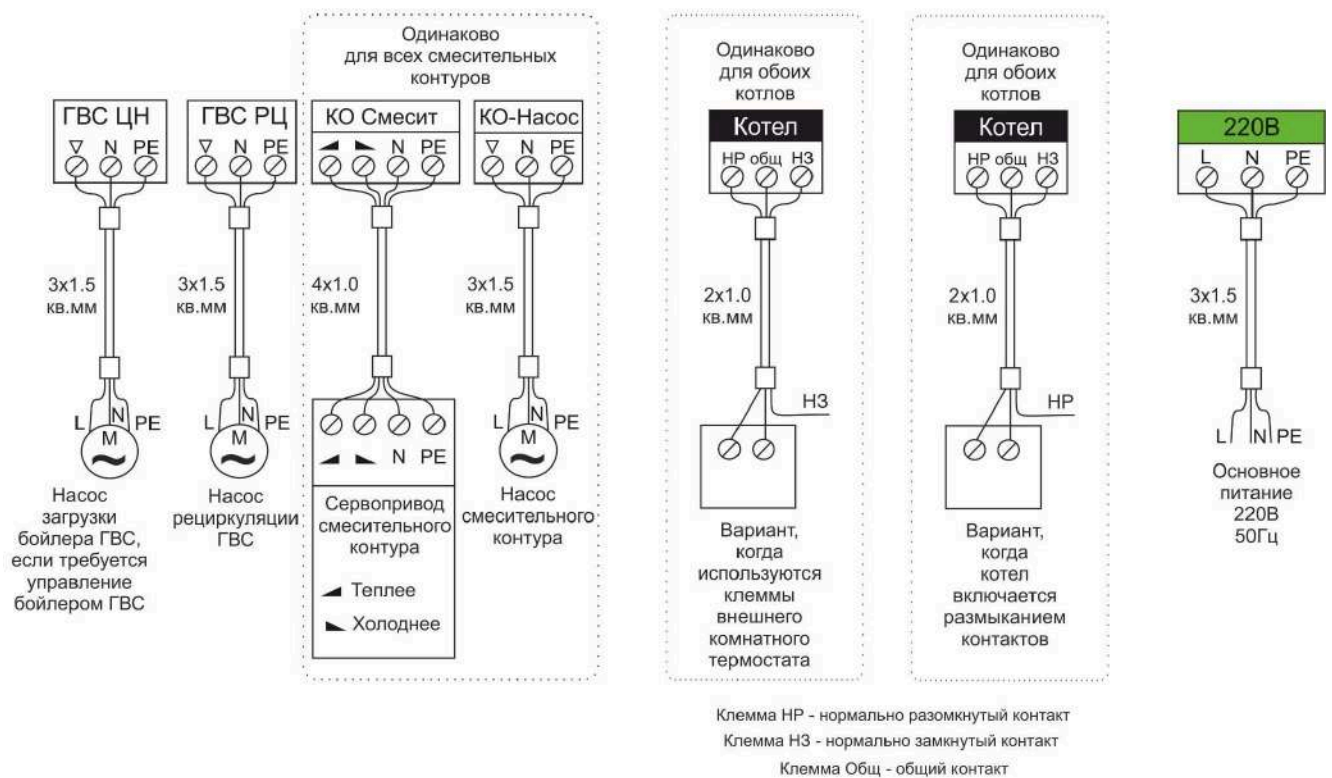 Одинаково
для всех смесительных
контуров
ГВС ЦН
▽ N PE
3x1.5
кв.мм
L N PE
M
Насос
загрузки
бойлера ГВС,
если требуется
управление
бойлером ГВС
ГВС РЦ
▽ N PE
3x1.5
кв.мм
L N PE
M
Насос
рециркуляции
ГВС
КО Смесит
N PE
4x1.0
кв.мм
N PE
Сервопривод
смесительного
контура
Теплее
Холоднее
КО-Насос
▽ N PE
3x1.5
кв.мм
L N PE
M
Насос
смесительного
контура
Одинаково
для обоих
котлов
Котел
НР общ НЗ
2x1.0
кв.мм
НЗ
Вариант,
когда
используются
клеммы
внешнего
комнатного
термостата
Одинаково
для обоих
котлов
Котел
НР общ НЗ
2x1.0
кв.мм
НР
Вариант,
когда
котел
включается
размыканием
контактов
220В
L N PE
3x1.5
кв.мм
L N PE
Основное
питание
220В
50Гц
Клемма НР - нормально разомкнутый контакт
Клемма НЗ - нормально замкнутый контакт
Клемма Общ - общий контакт